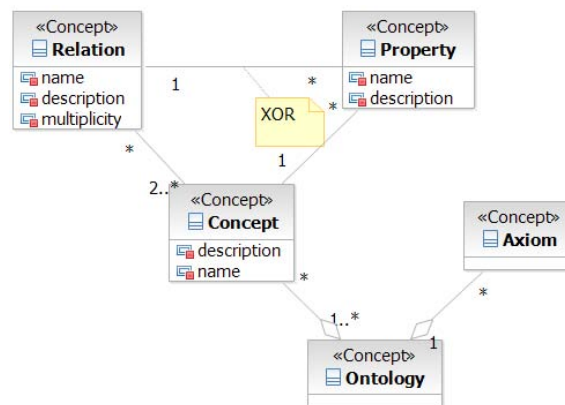 «Concept»
Relation
name
description
multiplicity
«Concept»
Property
name
description
1
*
XOR
*
1
*
2..*
«Concept»
Concept
description
name
«Concept»
Axiom
*
*
1..*
1
«Concept»
Ontology